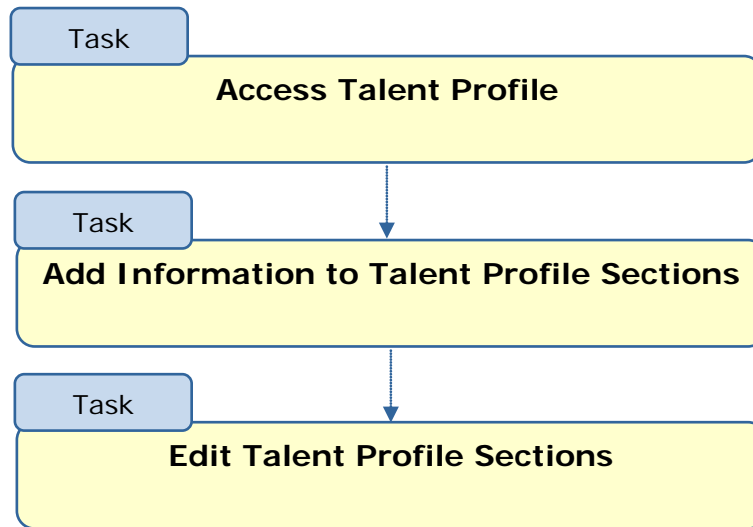 Task
Access Talent Profile
Task
Add Information to Talent Profile Sections
Task
Edit Talent Profile Sections